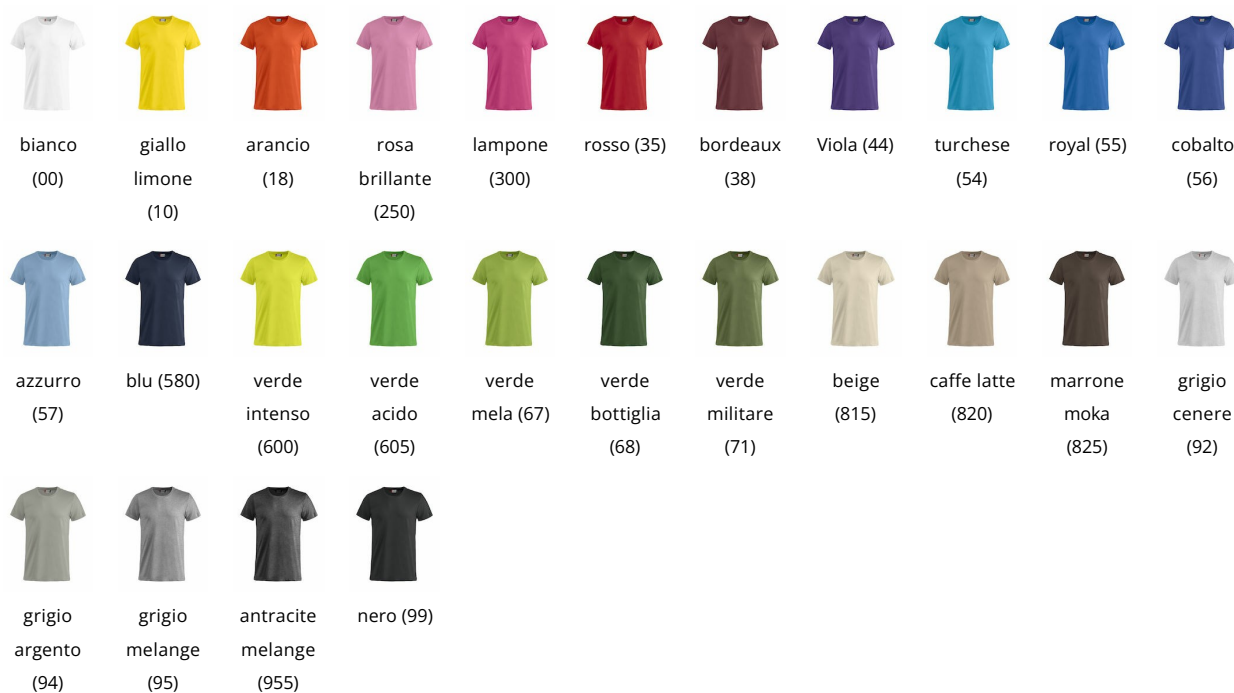 bianco
(00)
giallo
limone
(10)
arancio
(18)
rosa
brillante
(250)
lampone
(300)
rosso (35)
bordeaux
(38)
Viola (44)
turchese
(54)
royal (55)
cobalto
(56)
azzurro
(57)
blu (580)
verde
intenso
(600)
verde
acido
(605)
verde
mela (67)
verde
bottiglia
(68)
verde
militare
(71)
beige
(815)
caffe latte
(820)
marrone
moka
(825)
grigio
cenere
(92)
grigio
argento
(94)
grigio
melange
(95)
antracite
melange
(955)
nero (99)